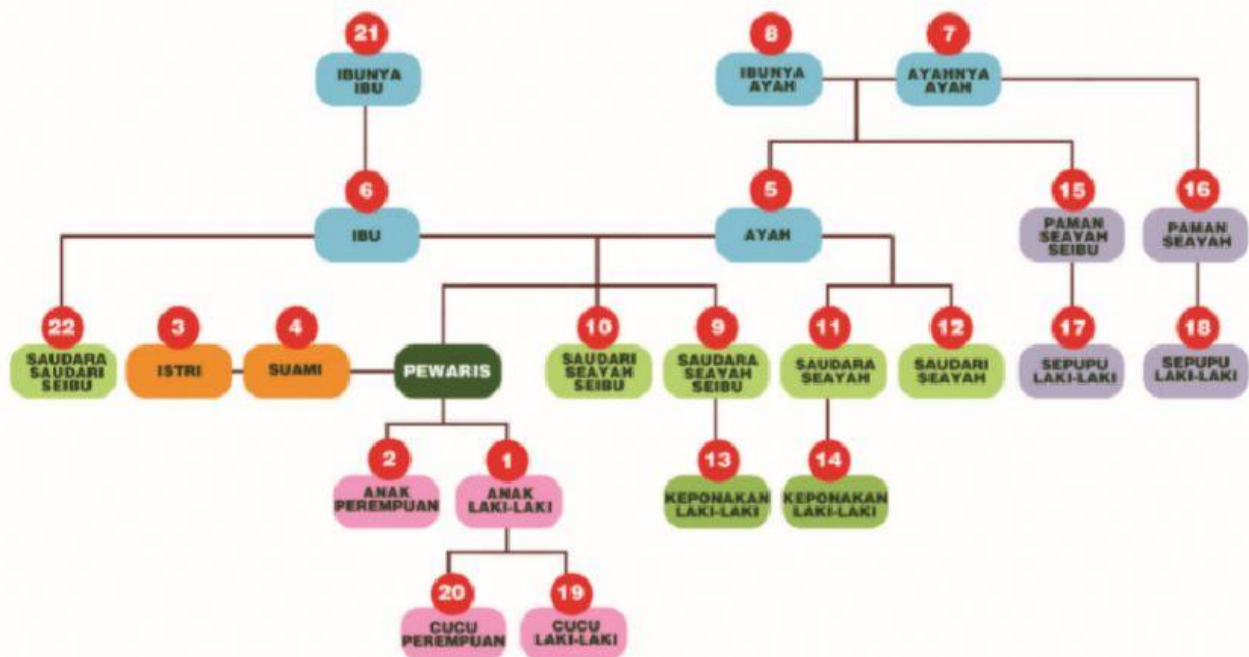 21
IBUNYA
IBU
8
IBUNYA
AYAH
7
AYAHNYA
AYAH
6
IBU
5
AYAH
15
PAMAN
SEAYAH
SEIBU
16
PAMAN
SEAYAH
22
SAUDARA
SAUDARI
SEIBU
3
ISTRI
4
SUAMI
PEWARIS
10
SAUDARI
SEAYAH
SEIBU
9
SAUDARA
SEAYAH
SEIBU
11
SAUDARA
SEAYAH
12
SAUDARI
SEAYAH
17
SEPUPU
LAKI-LAKI
18
SEPUPU
LAKI-LAKI
2
ANAK
PEREMPUAN
1
ANAK
LAKI-LAKI
13
KEPONAKAN
LAKI-LAKI
14
KEPONAKAN
LAKI-LAKI
20
CUCU
PEREMPUAN
19
CUCU
LAKI-LAKI